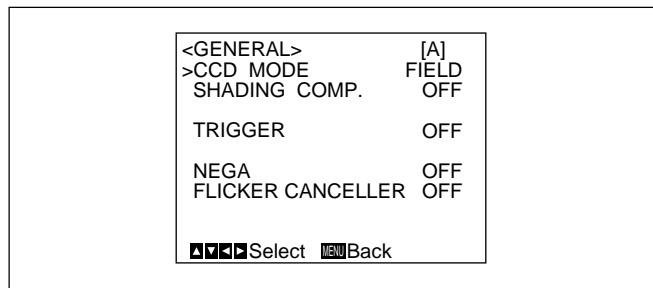 <GENERAL> [A]
>CCD MODE FIELD
SHADING COMP. OFF
TRIGGER OFF
NEGA OFF
FLICKER CANCELLER OFF
▲▼◄► Select MENU Back